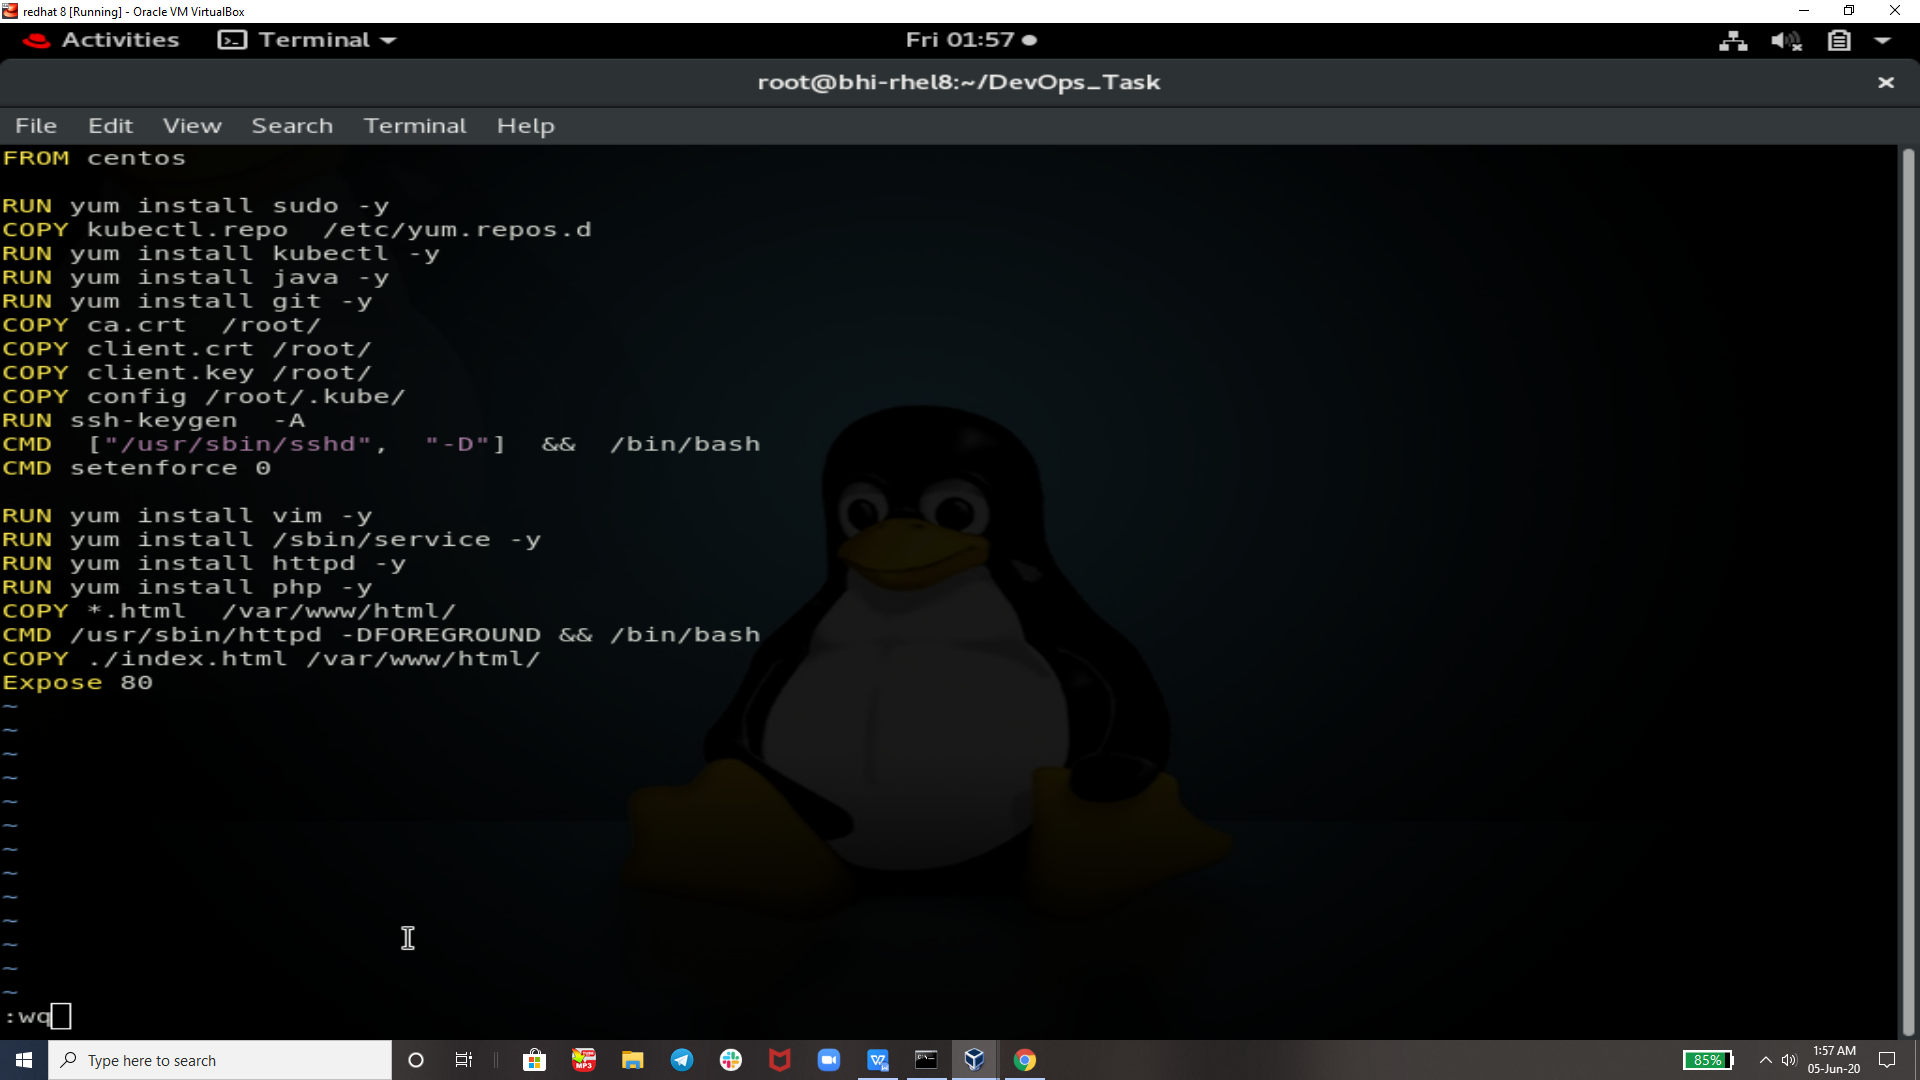 redhat 8 [Running] - Oracle VM VirtualBox
Activities Terminal Fri 01:57
root@bhi-rhel8:~/DevOps_Task
File Edit View Search Terminal Help
FROM centos
RUN yum install sudo -y
COPY kubectl.repo  /etc/yum.repos.d
RUN yum install kubectl -y
RUN yum install java -y
RUN yum install git -y
COPY ca.crt  /root/
COPY client.crt /root/
COPY client.key /root/
COPY config /root/.kube/
RUN ssh-keygen  -A
CMD  ["/usr/sbin/sshd",  "-D"]  &&  /bin/bash
CMD setenforce 0
RUN yum install vim -y
RUN yum install /sbin/service -y
RUN yum install httpd -y
RUN yum install php -y
COPY *.html  /var/www/html/
CMD /usr/sbin/httpd -DFOREGROUND && /bin/bash
COPY ./index.html /var/www/html/
Expose 80
~
~
~
~
~
~
~
~
~
~
~
~
~
:wq
Type here to search
85%
1:57 AM
05-Jun-20